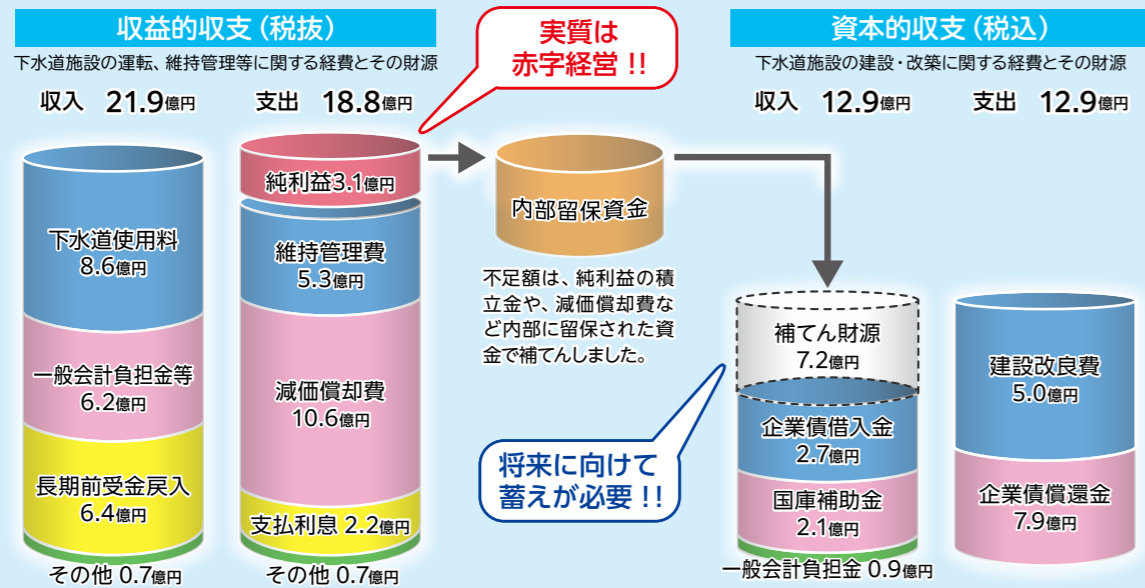 収益的収支（税抜）
下水道施設の運転、維持管理等に関する経費とその財源
収入 21.9億円
支出 18.8億円
実質は
赤字経営!!
下水道使用料
8.6億円
一般会計負担金等
6.2億円
長期前受金戻入
6.4億円
その他 0.7億円
純利益3.1億円
維持管理費
5.3億円
減価償却費
10.6億円
支払利息 2.2億円
その他 0.7億円
内部留保資金
不足額は、純利益の積
立金や、減価償却費な
ど内部に留保された資
金で補てんしました。
将来に向けて
蓄えが必要!!
資本的収支（税込）
下水道施設の建設・改築に関する経費とその財源
収入 12.9億円
支出 12.9億円
補てん財源
7.2億円
企業債借入金
2.7億円
国庫補助金
2.1億円
一般会計負担金 0.9億円
建設改良費
5.0億円
企業債償還金
7.9億円